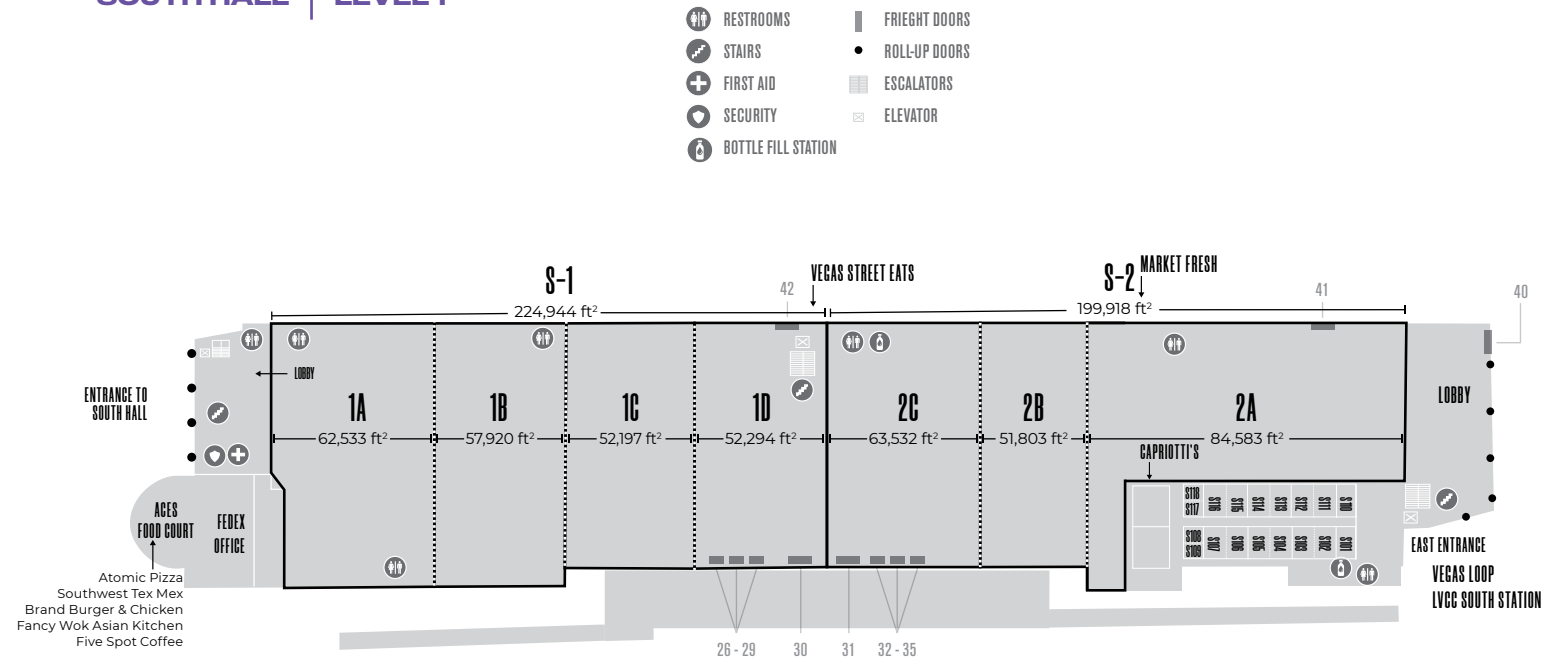 SOUTH HALL | LEVEL 1
RESTROOMS
STAIRS
FIRST AID
SECURITY
BOTTLE FILL STATION
FRIEGHT DOORS
ROLL-UP DOORS
ESCALATORS
ELEVATOR
S-1
224,944 ft²
42
VEGAS STREET EATS
S-2
MARKET FRESH
199,918 ft²
41
40
ENTRANCE TO
SOUTH HALL
LOBBY
1A
62,533 ft²
1B
57,920 ft²
1C
52,197 ft²
1D
52,294 ft²
2C
63,532 ft²
2B
51,803 ft²
2A
84,583 ft²
CAPRIOTTI'S
LOBBY
S118
S117
S116
S115
S114
S113
S112
S111
S110
S108
S109
S107
S106
S105
S104
S103
S102
S101
ACES
FOOD COURT
FEDEX
OFFICE
Atomic Pizza
Southwest Tex Mex
Brand Burger & Chicken
Fancy Wok Asian Kitchen
Five Spot Coffee
EAST ENTRANCE
VEGAS LOOP
LVCC SOUTH STATION
26 - 29
30
31
32 - 35